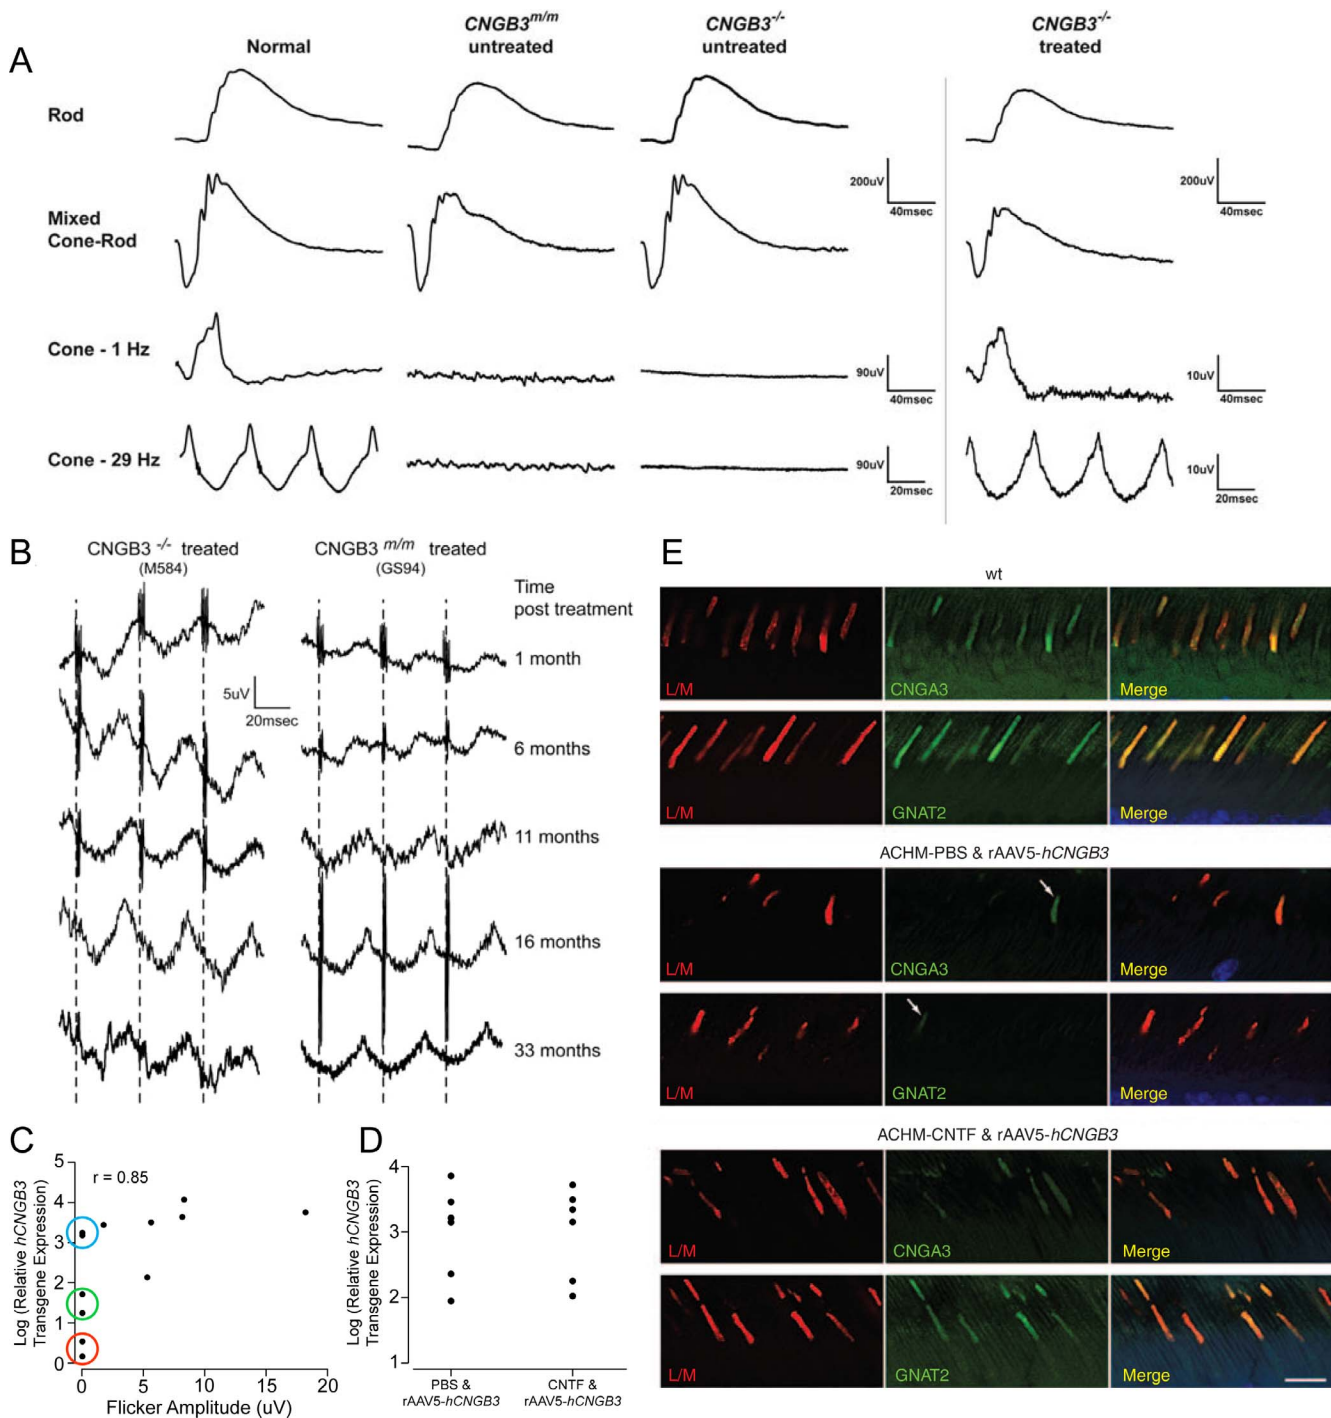 A
Normal
CNGB3m/m
untreated
CNGB3-/-
untreated
CNGB3-/-
treated
Rod
Mixed
Cone-Rod
200uV
40msec
200uV
40msec
Cone - 1 Hz
90uV
40msec
10uV
40msec
Cone - 29 Hz
90uV
20msec
10uV
20msec
B
CNGB3 -/- treated
(M584)
CNGB3 m/m treated
(GS94)
Time
post treatment
1 month
5uV
20msec
6 months
11 months
16 months
33 months
C
Log (Relative hCNGB3
Transgene Expression)
5
4
3
2
1
0
r = 0.85
0
5
10
15
20
Flicker Amplitude (uV)
D
Log (Relative hCNGB3
Transgene Expression)
4
3
2
1
PBS &
rAAV5-hCNGB3
CNTF &
rAAV5-hCNGB3
E
wt
L/M
CNGA3
Merge
L/M
GNAT2
Merge
ACHM-PBS & rAAV5-hCNGB3
L/M
CNGA3
Merge
L/M
GNAT2
Merge
ACHM-CNTF & rAAV5-hCNGB3
L/M
CNGA3
Merge
L/M
GNAT2
Merge